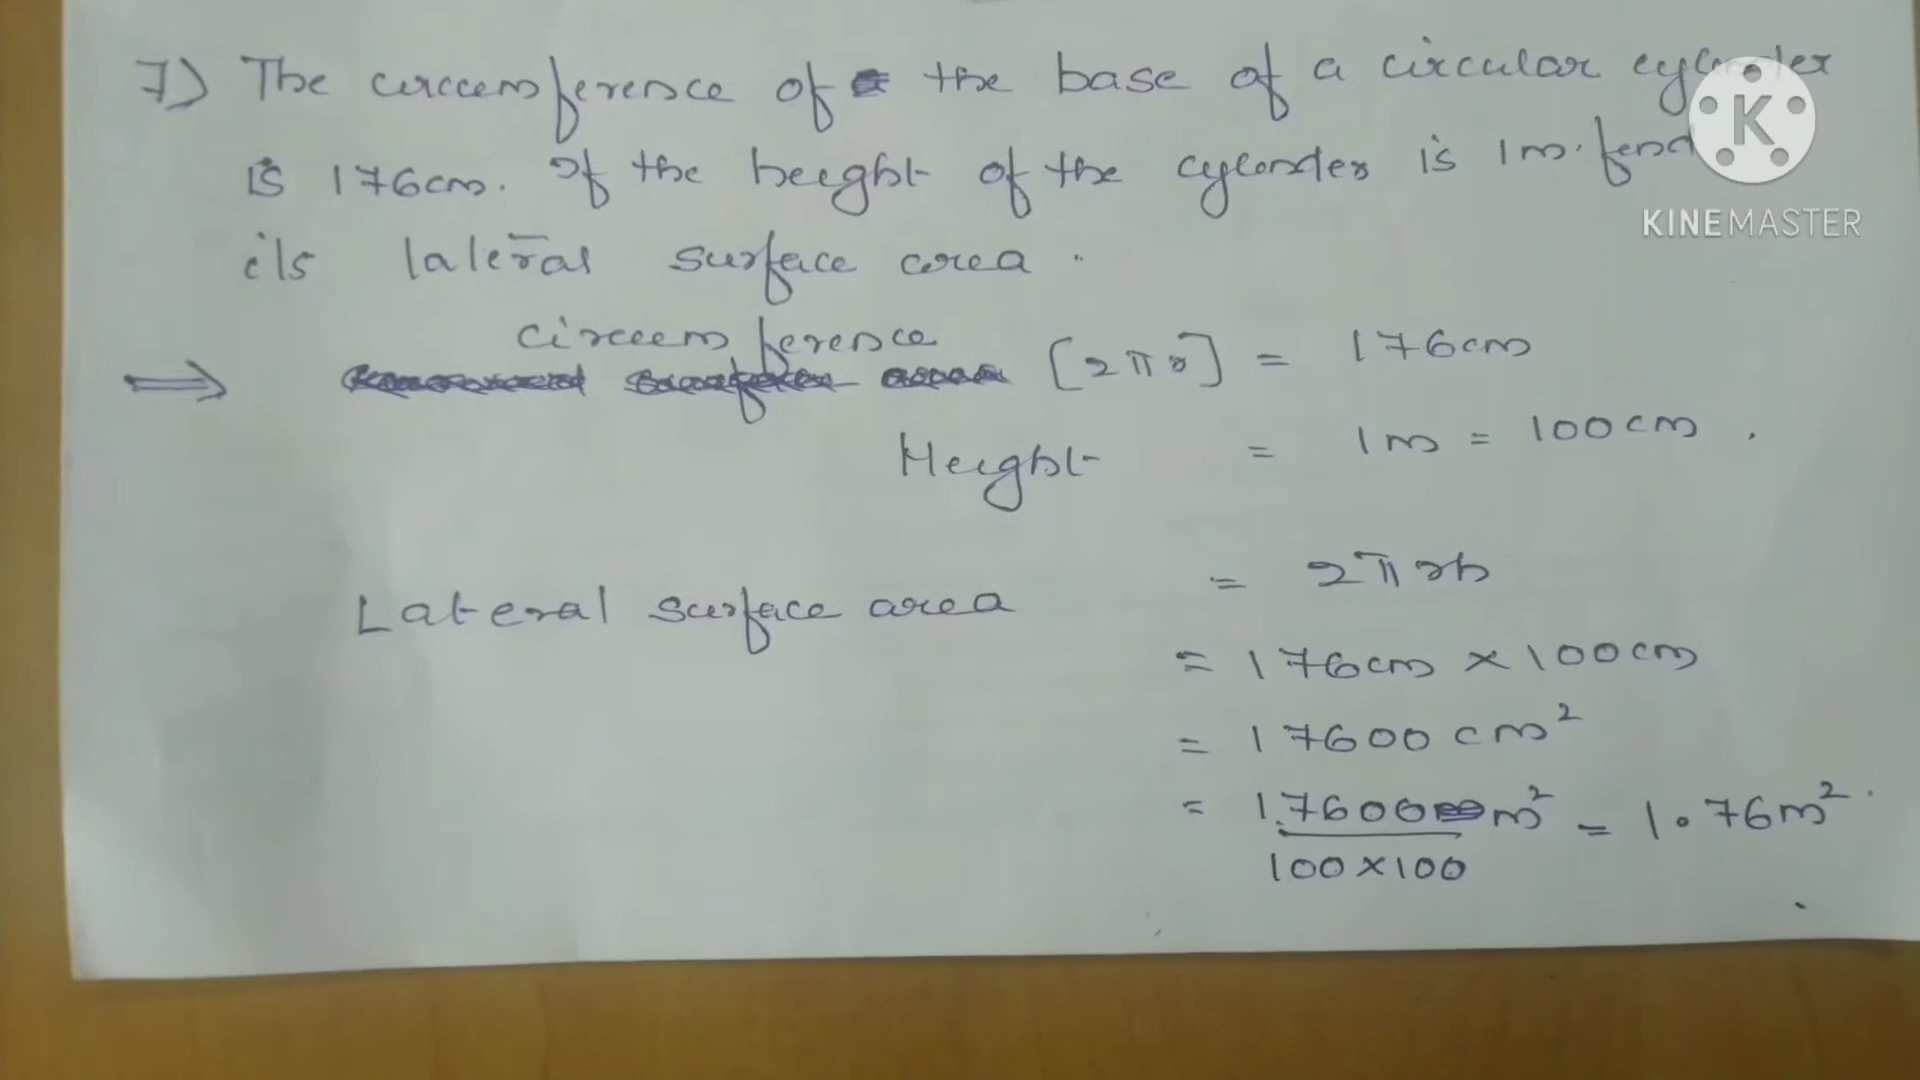 7) The circumference of the base of a circular cylinder
is 176cm. If the height of the cylinder is 1m. find
its lateral surface area.
KINEMASTER
circumference [2πr] = 176cm
Height = 1m = 100cm.
Lateral surface area = 2πrh
= 176cm × 100cm
= 17600 cm²
= 17600 m² = 1.76m².
100×100